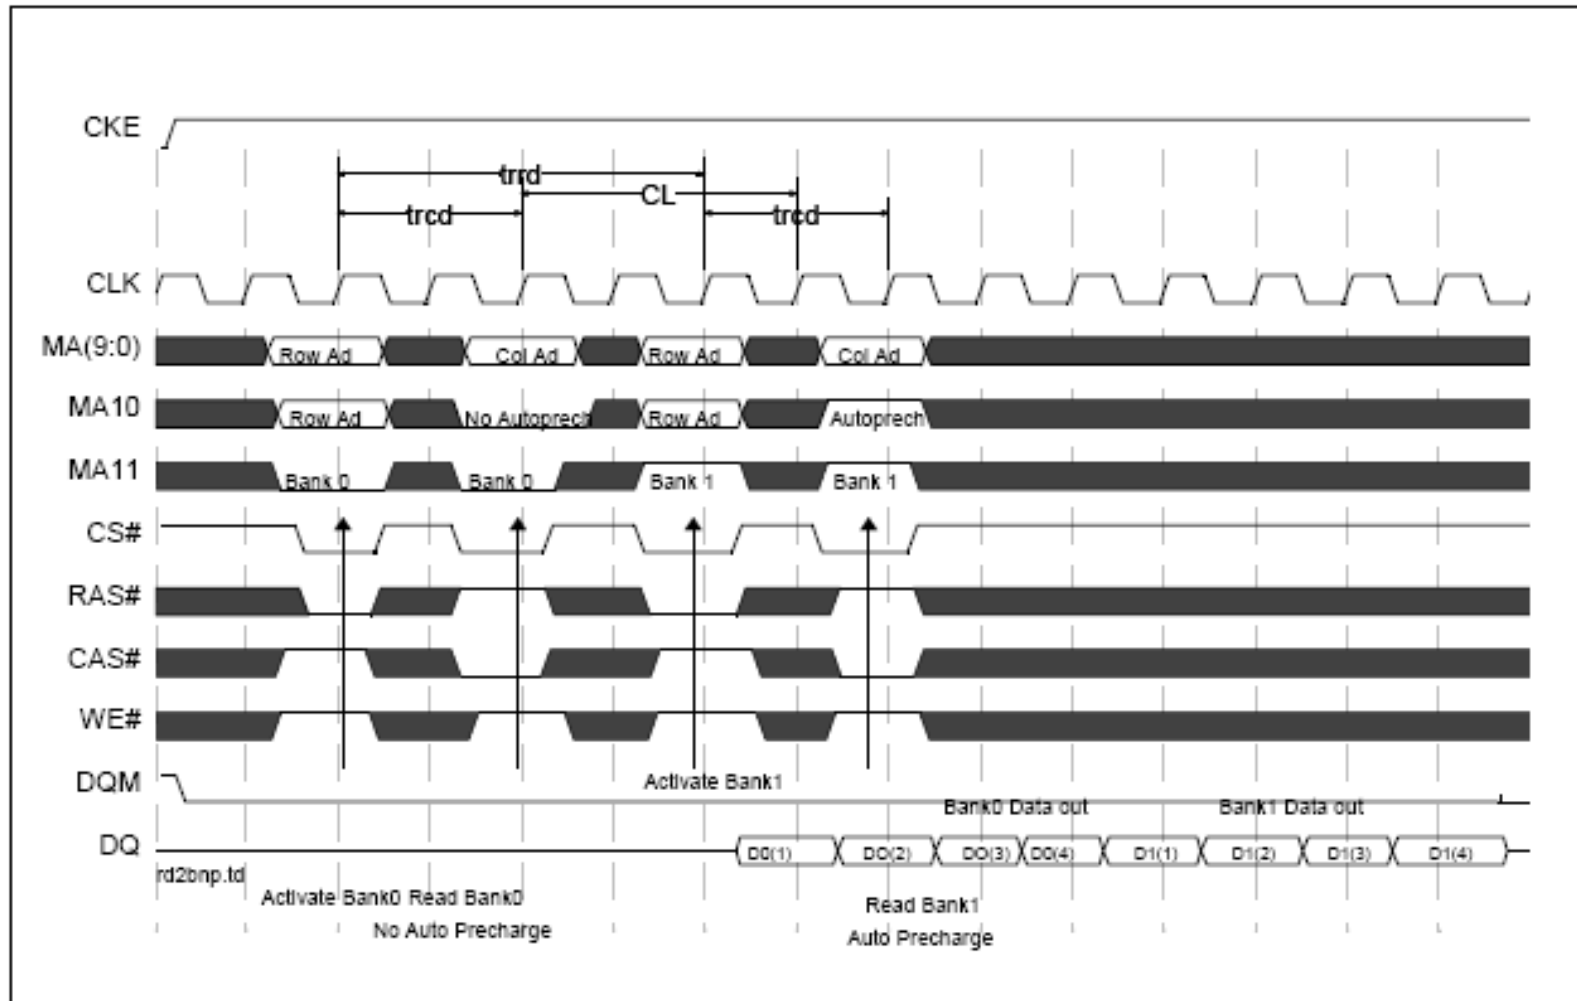 CKE
trrd
CL
trcd trcd
CLK
MA(9:0) Row Ad Col Ad Row Ad Col Ad
MA10 Row Ad No Autoprech Row Ad Autoprech
MA11 Bank 0 Bank 0 Bank 1 Bank 1
CS#
RAS#
CAS#
WE#
DQM Activate Bank1
Bank0 Data out Bank1 Data out
DQ D0(1) DO(2) DO(3) D0(4) D1(1) D1(2) D1(3) D1(4)
rd2bnp.td
Activate Bank0 Read Bank0 Read Bank1
No Auto Precharge Auto Precharge